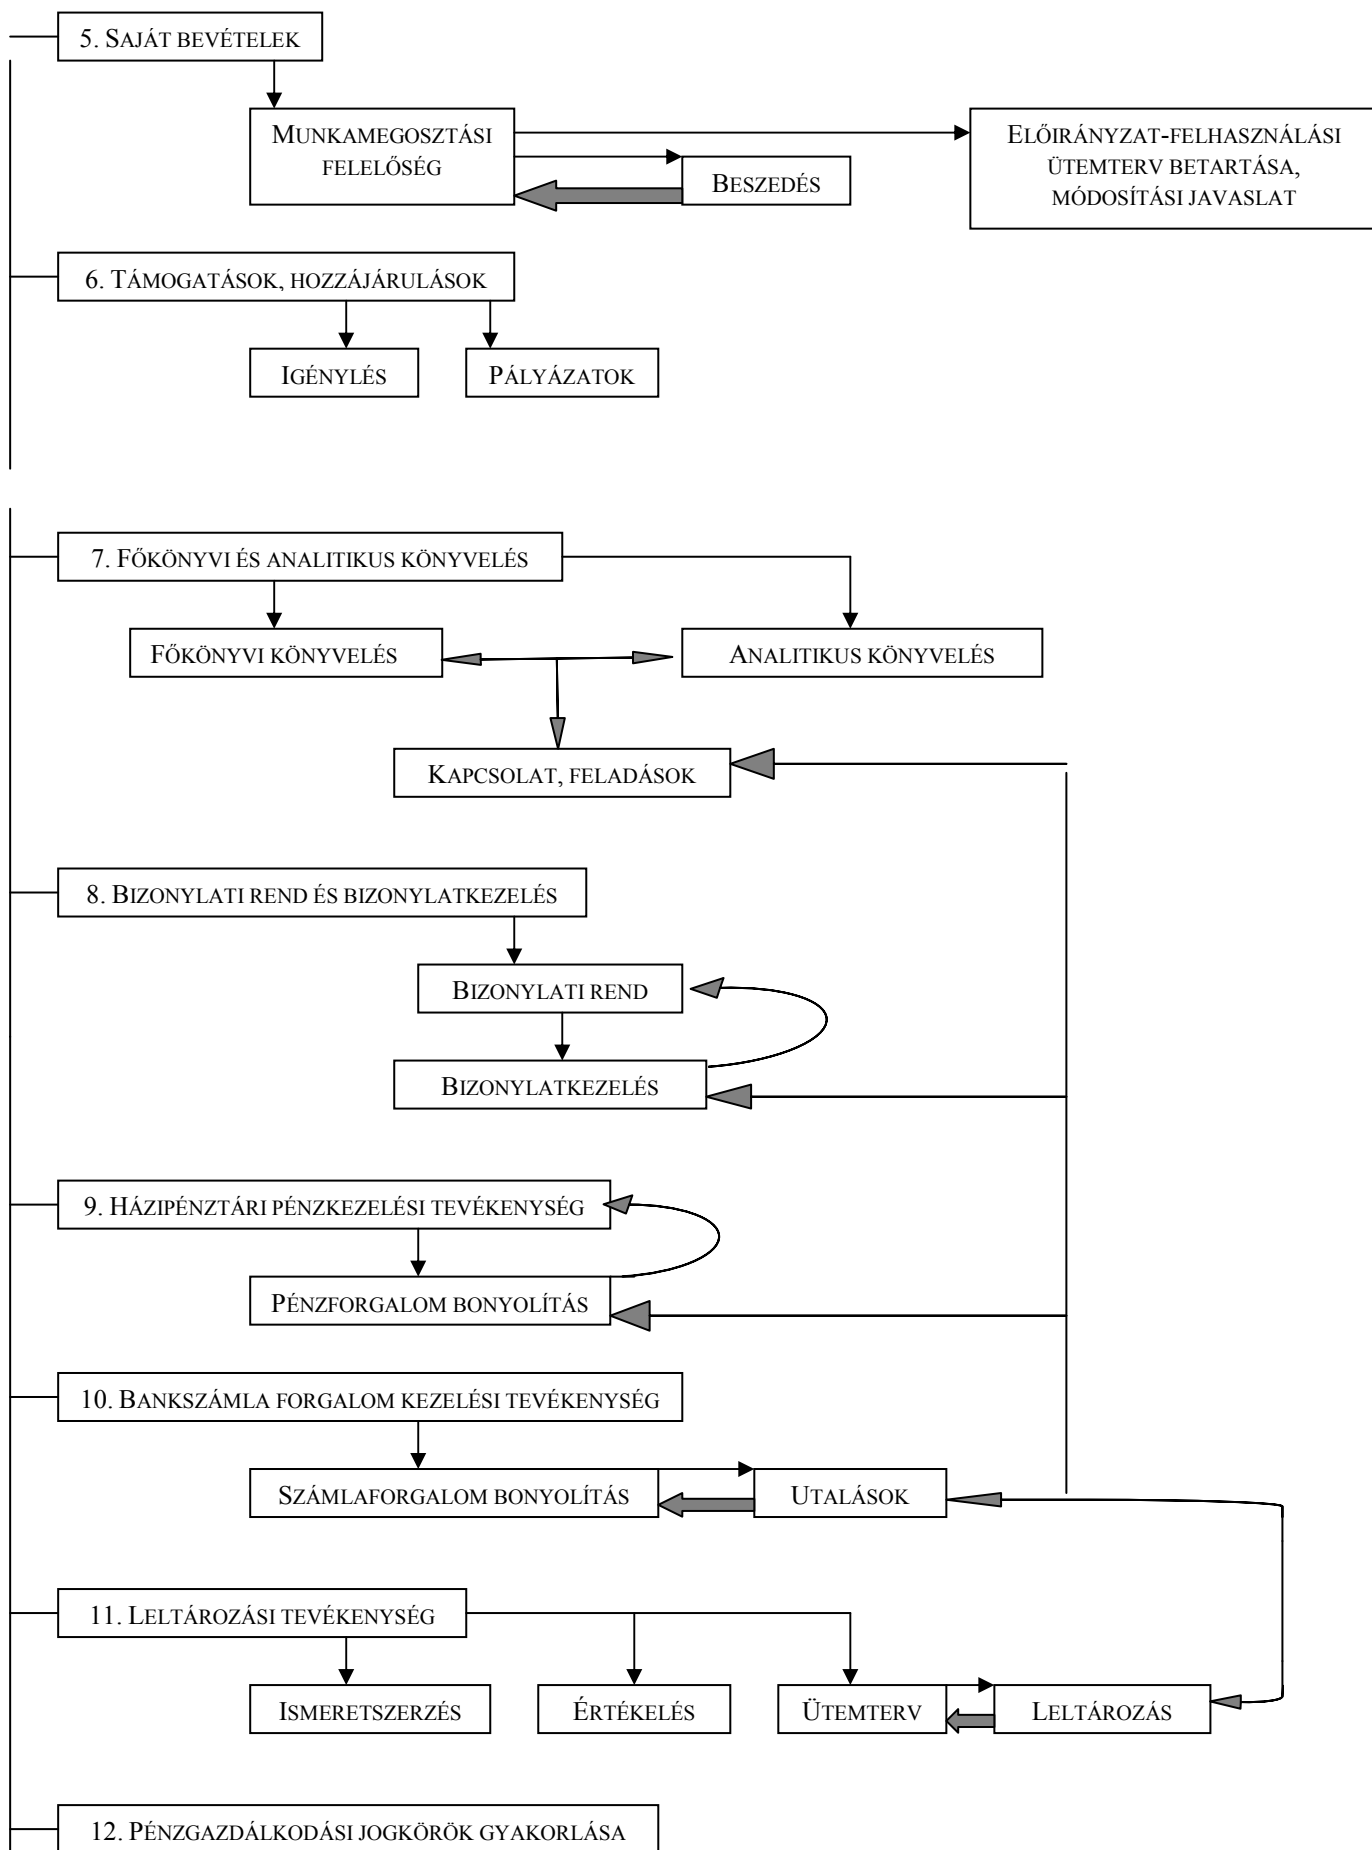 5. Saját bevételek
Munkamegosztási
felelőség
Beszedés
Előirányzat-felhasználási
ütemterv betartása,
módosítási javaslat
6. Támogatások, hozzájárulások
Igénylés
Pályázatok
7. Főkönyvi és analitikus könyvelés
Főkönyvi könyvelés
Analitikus könyvelés
Kapcsolat, feladások
8. Bizonylati rend és bizonylatkezelés
Bizonylati rend
Bizonylatkezelés
9. Házipénztári pénzkezelési tevékenység
Pénzforgalom bonyolítás
10. Bankszámla forgalom kezelési tevékenység
Számlaforgalom bonyolítás
Utalások
11. Leltározási tevékenység
Ismeretszerzés
Értékelés
Ütemterv
Leltározás
12. Pénzgazdálkodási jogkörök gyakorlása